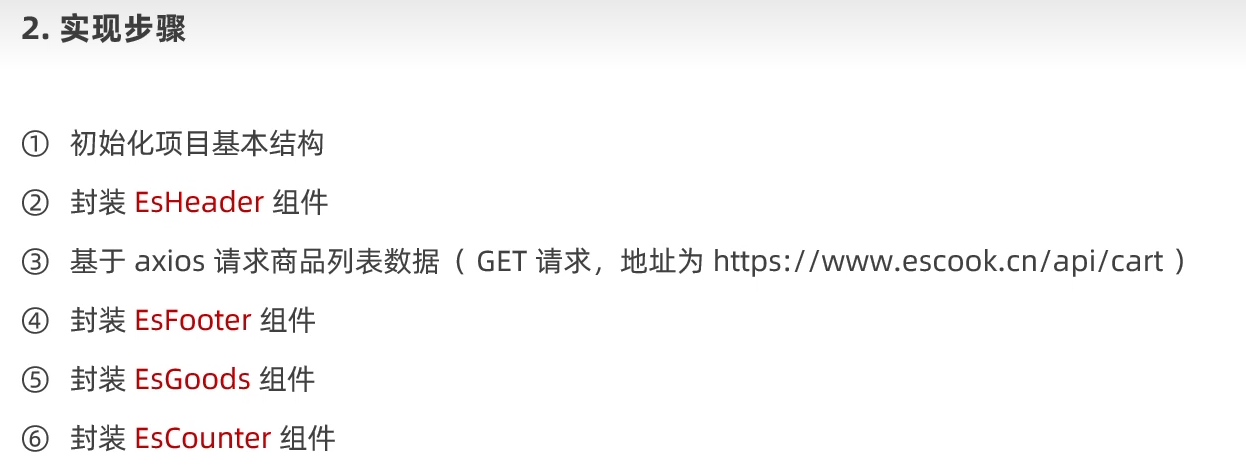 2. 实现步骤
① 初始化项目基本结构
② 封装 EsHeader 组件
③ 基于 axios 请求商品列表数据（ GET 请求，地址为 https://www.escook.cn/api/cart ）
④ 封装 EsFooter 组件
⑤ 封装 EsGoods 组件
⑥ 封装 EsCounter 组件